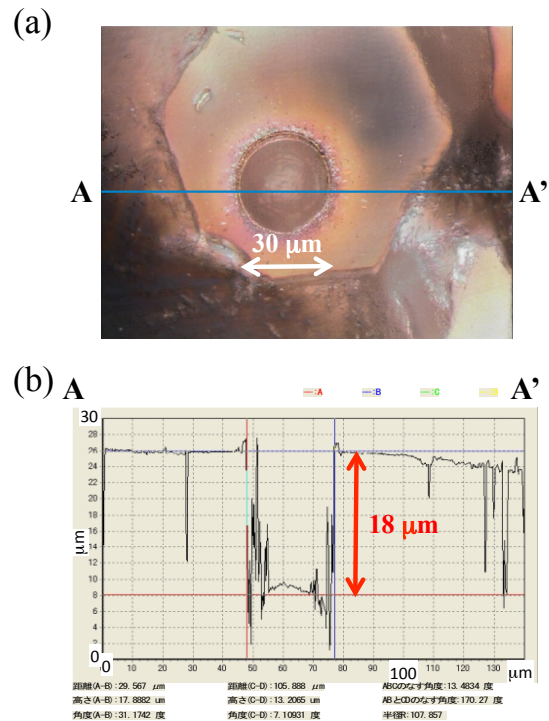 (a)
A A’
30 μm
(b) A A’
—:A —:B —:C
30
28
26
24
22
20
18
16
14
12
10
8
6
4
2
0
μm
18 μm
0 10 20 30 40 50 60 70 80 90 100 110 120 130 μm
距離(A-B):29.567 μm 距離(C-D):105.888 μm ABCのなす角度:13.4834 度
高さ(A-B):17.8882 um 高さ(C-D):13.2065 um ABとCDのなす角度:170.27 度
角度(A-B):31.1742 度 角度(C-D):7.10931 度 半径R:107.857